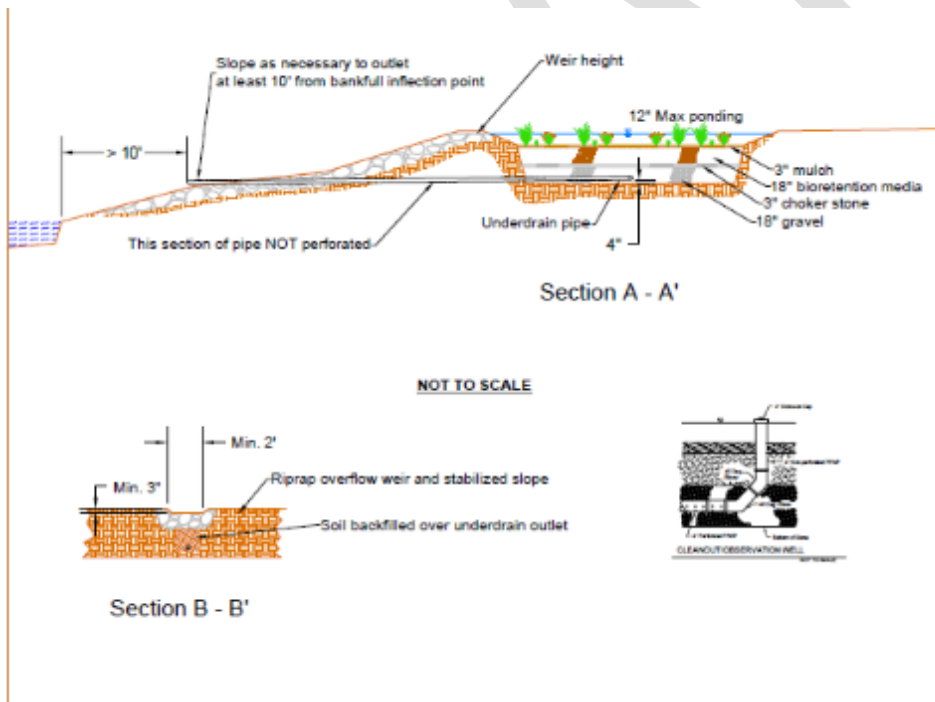 Slope as necessary to outlet
at least 10' from bankfull inflection point
Weir height
12" Max ponding
> 10'
3" mulch
18" bioretention media
3" choker stone
18" gravel
Underdrain pipe
This section of pipe NOT perforated
4"
Section A - A'
NOT TO SCALE
Min. 2'
Min. 3"
Riprap overflow weir and stabilized slope
Soil backfilled over underdrain outlet
CLEANOUT/OBSERVATION WELL
NOT TO SCALE
Section B - B'